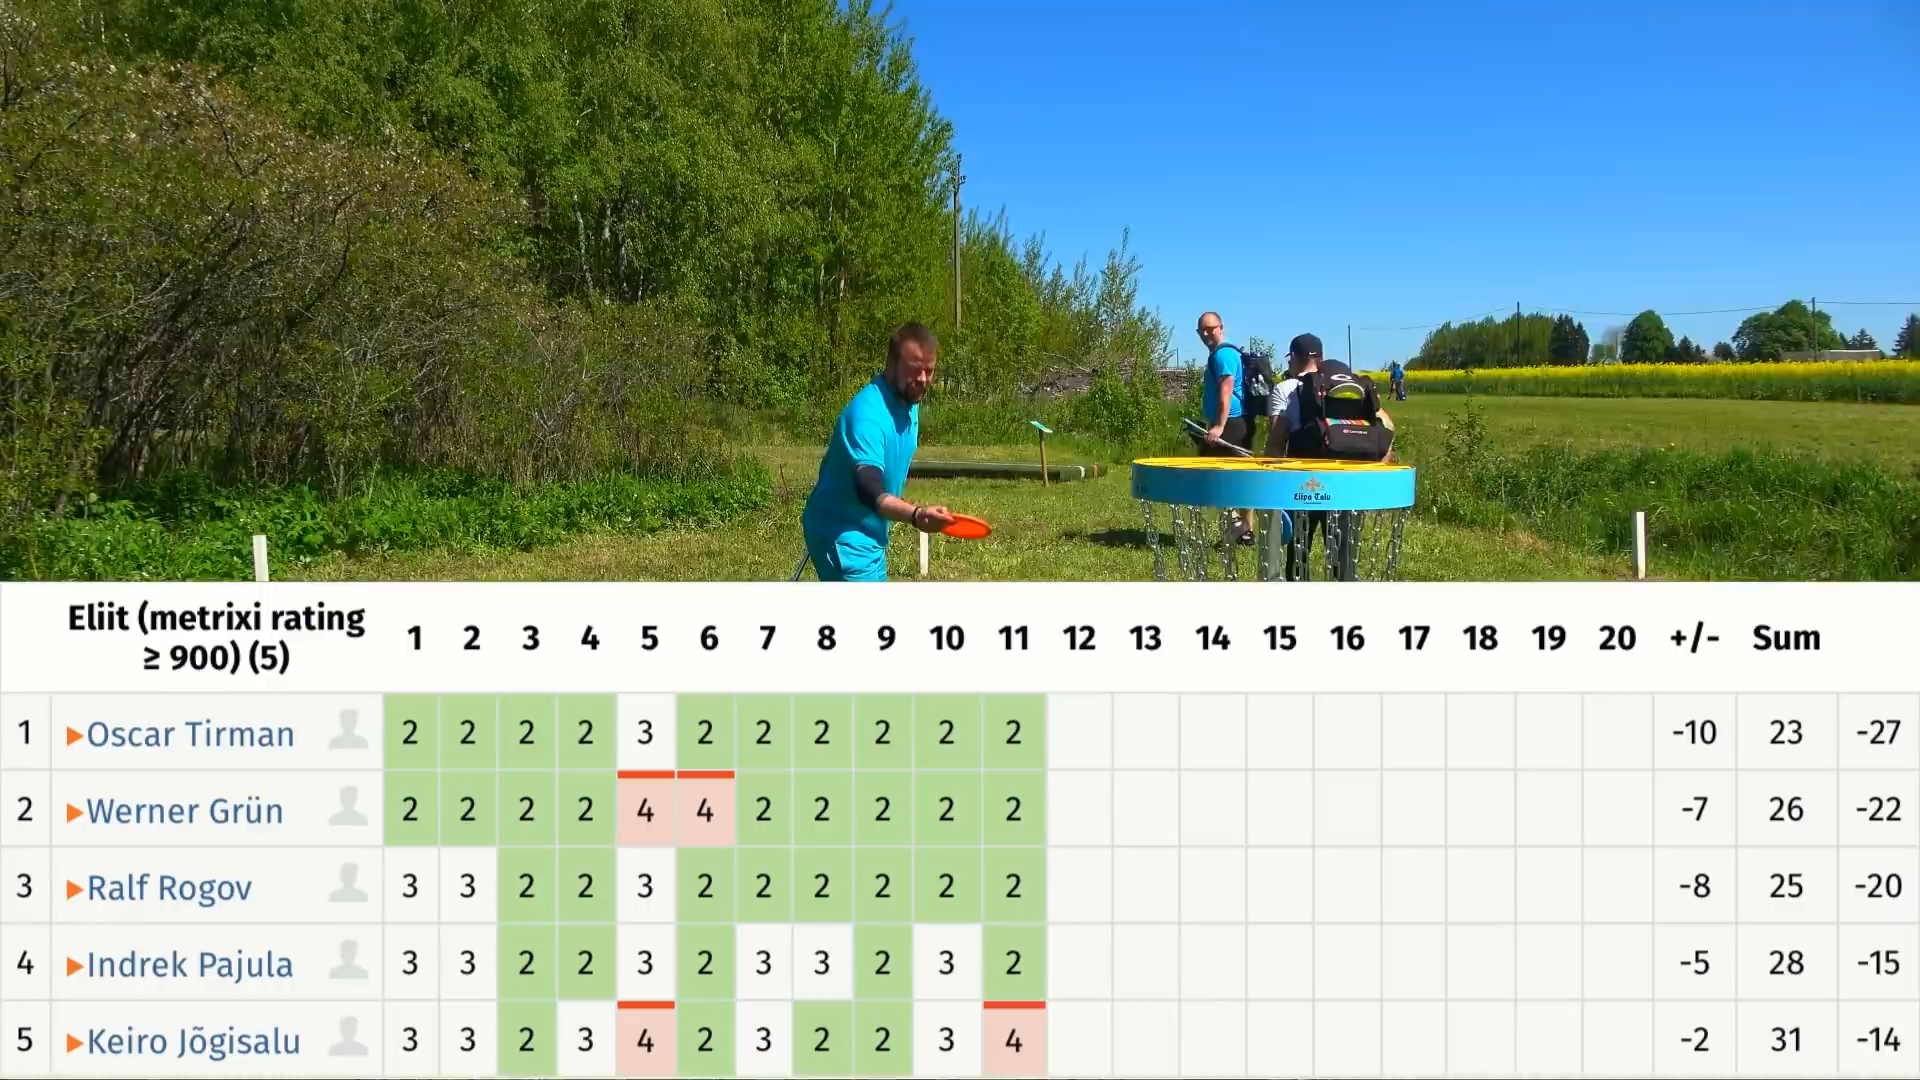 Liipa Talu
Eliit (metrixi rating
≥ 900) (5)
1 2 3 4 5 6 7 8 9 10 11 12 13 14 15 16 17 18 19 20 +/- Sum
1 Oscar Tirman 2 2 2 2 3 2 2 2 2 2 2 -10 23 -27
2 Werner Grün 2 2 2 2 4 4 2 2 2 2 2 -7 26 -22
3 Ralf Rogov 3 3 2 2 3 2 2 2 2 2 2 -8 25 -20
4 Indrek Pajula 3 3 2 2 3 2 3 3 2 3 2 -5 28 -15
5 Keiro Jõgisalu 3 3 2 3 4 2 3 2 2 3 4 -2 31 -14